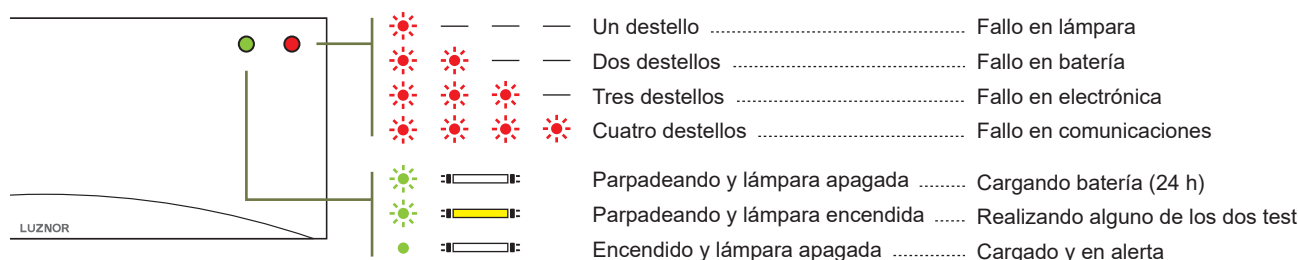 Un destello ........................ Fallo en lámpara
Dos destellos ........................ Fallo en batería
Tres destellos ........................ Fallo en electrónica
Cuatro destellos ........................ Fallo en comunicaciones
Parpadeando y lámpara apagada ....... Cargando batería (24 h)
Parpadeando y lámpara encendida ..... Realizando alguno de los dos test
LUZNOR
Encendido y lámpara apagada .......... Cargado y en alerta